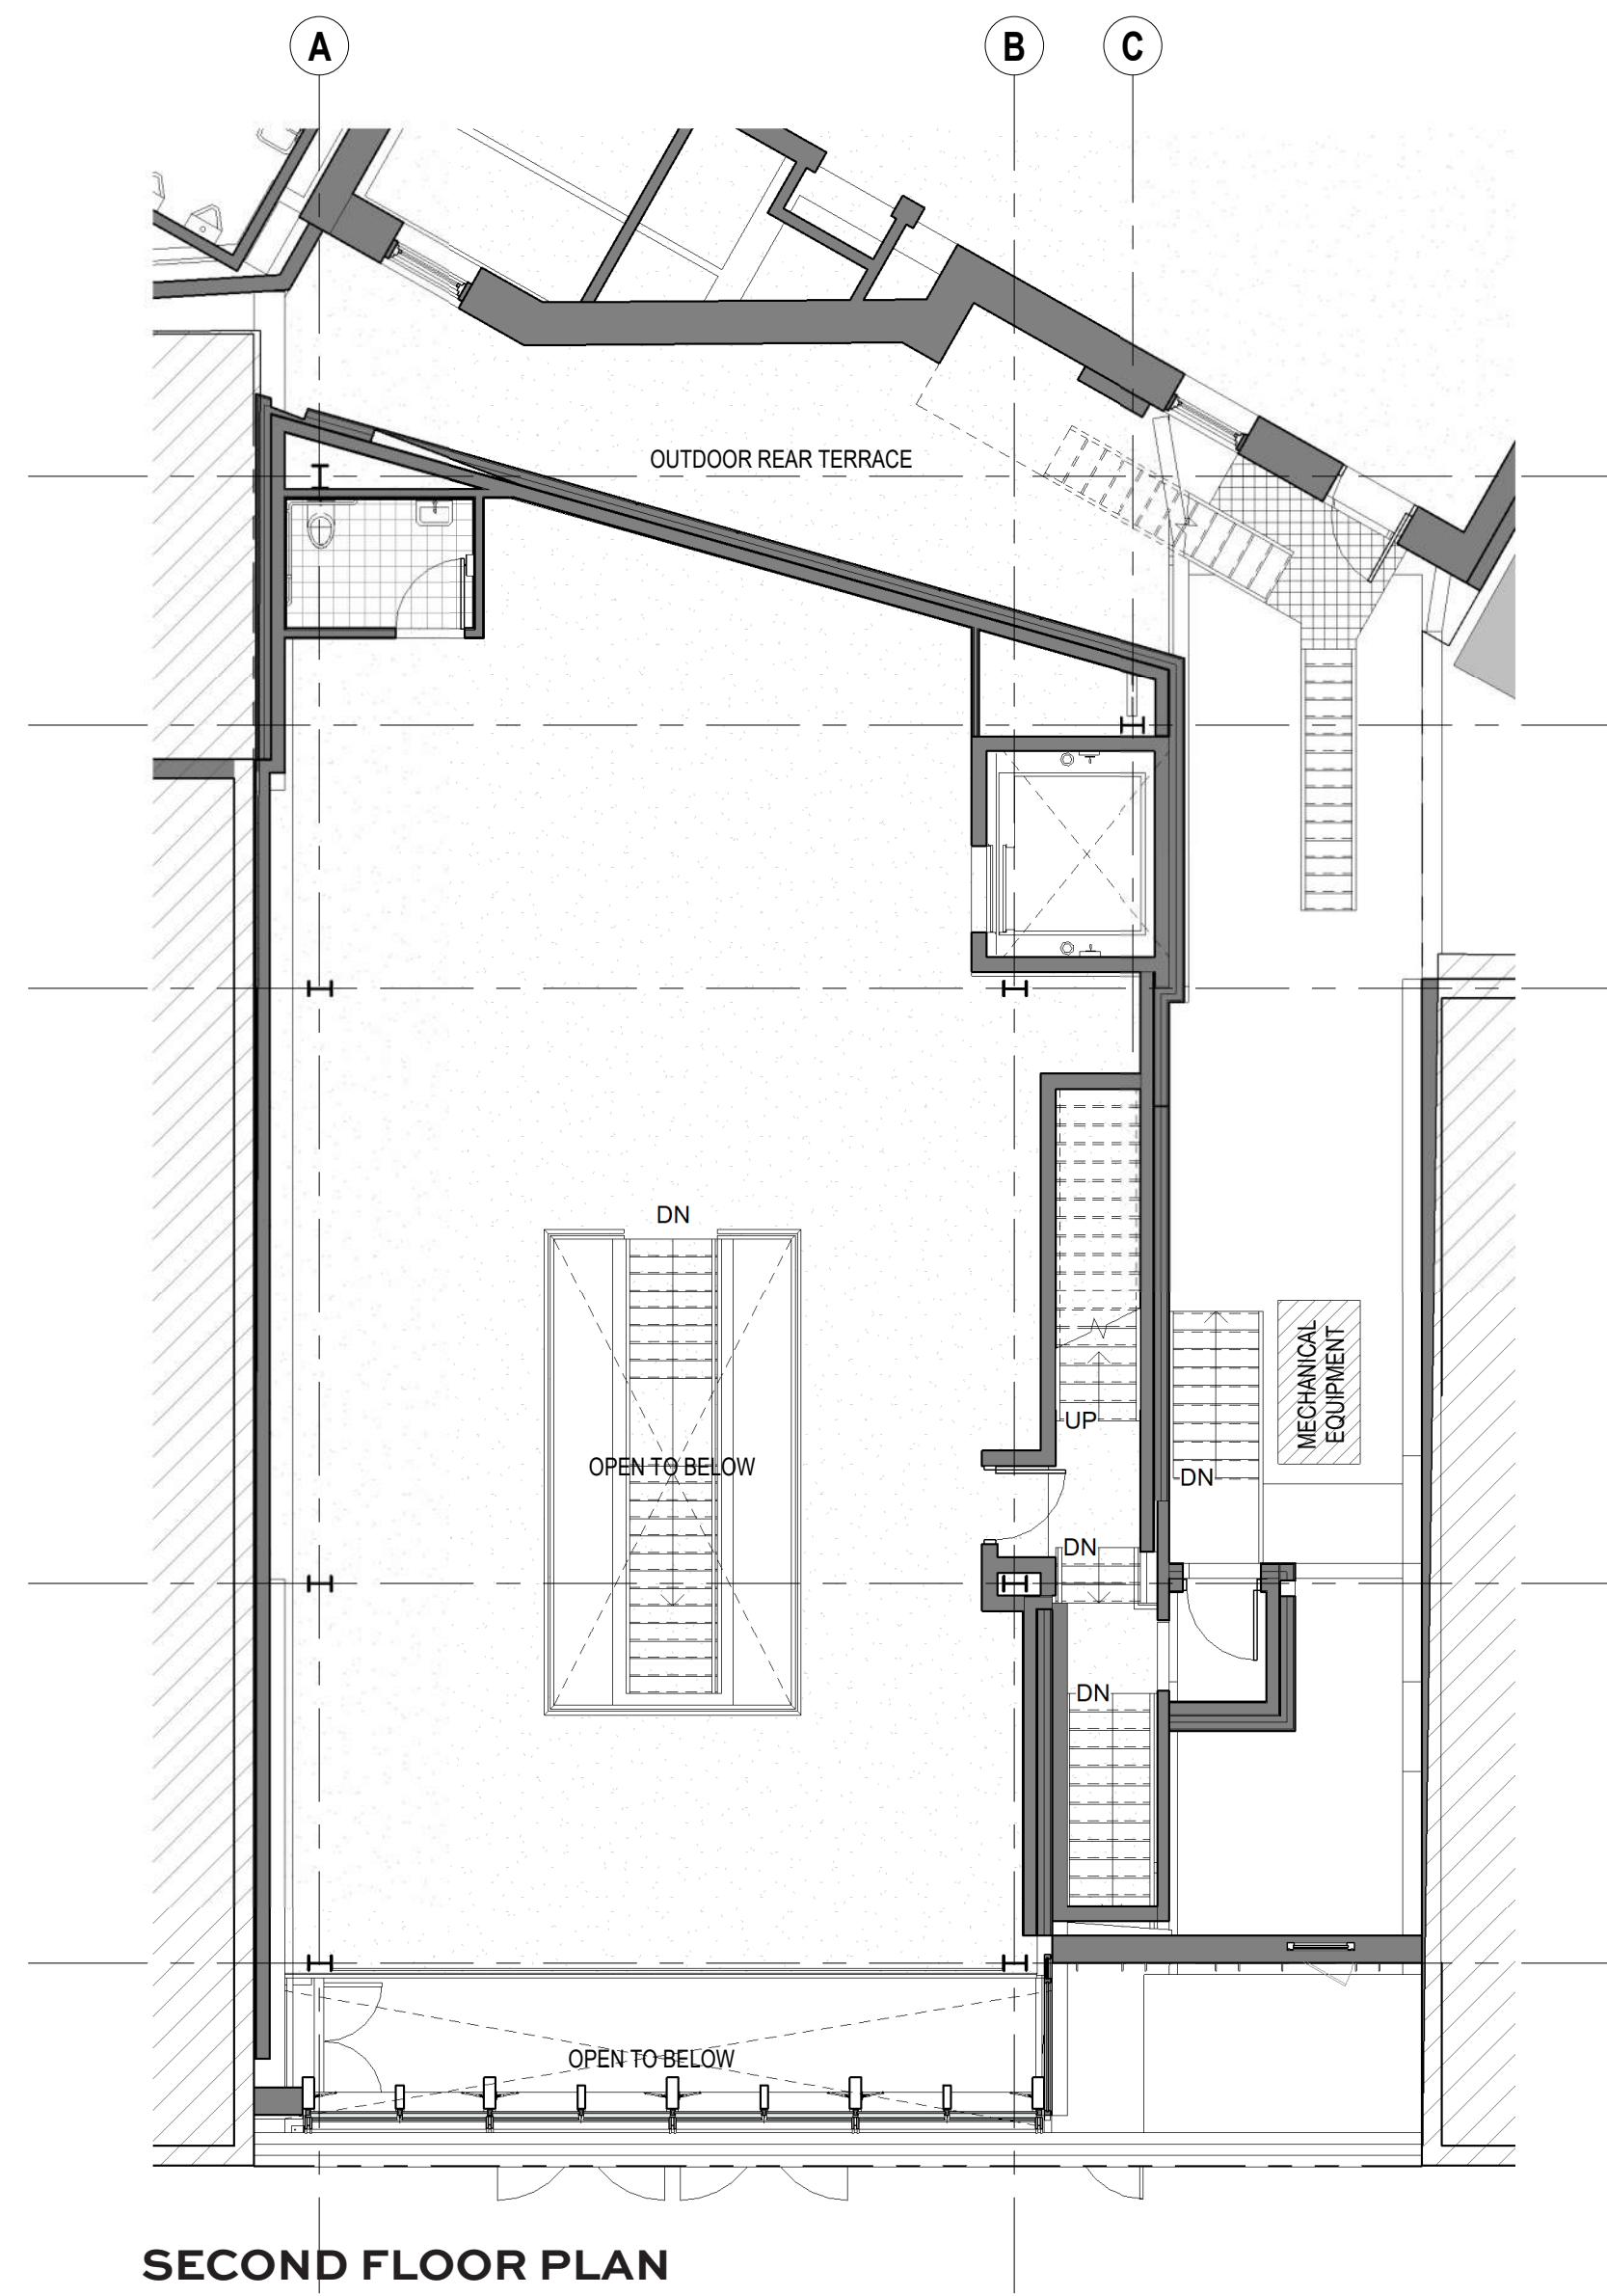 A
B
C
OUTDOOR REAR TERRACE
DN
MECHANICAL
EQUIPMENT
UP
OPEN TO BELOW
DN
DN
DN
OPEN TO BELOW
SECOND FLOOR PLAN